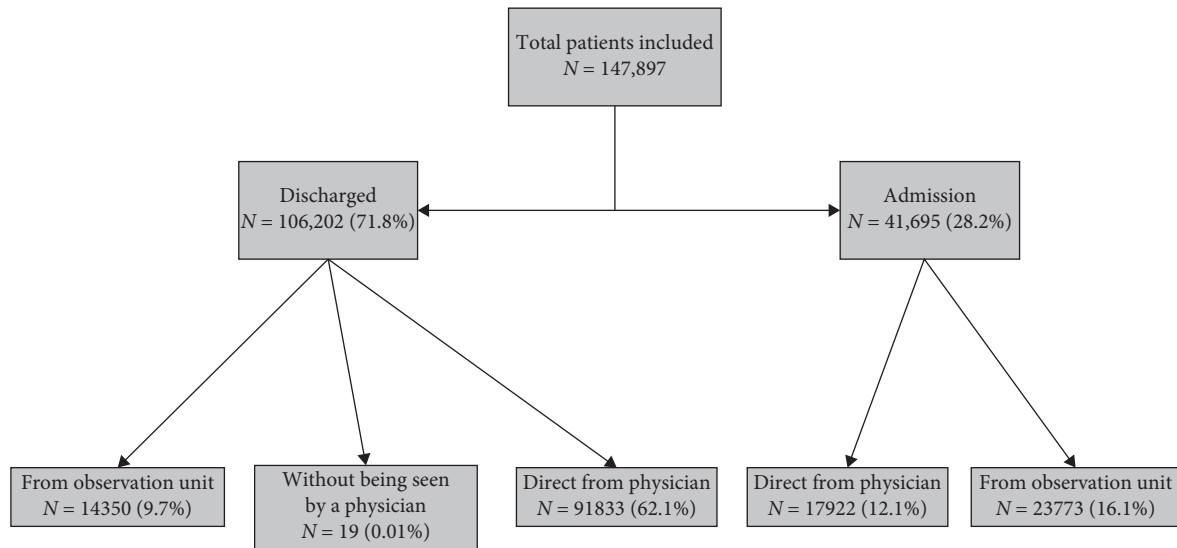 Total patients included
N = 147,897
Discharged
N = 106,202 (71.8%)
Admission
N = 41,695 (28.2%)
From observation unit
N = 14350 (9.7%)
Without being seen
by a physician
N = 19 (0.01%)
Direct from physician
N = 91833 (62.1%)
Direct from physician
N = 17922 (12.1%)
From observation unit
N = 23773 (16.1%)